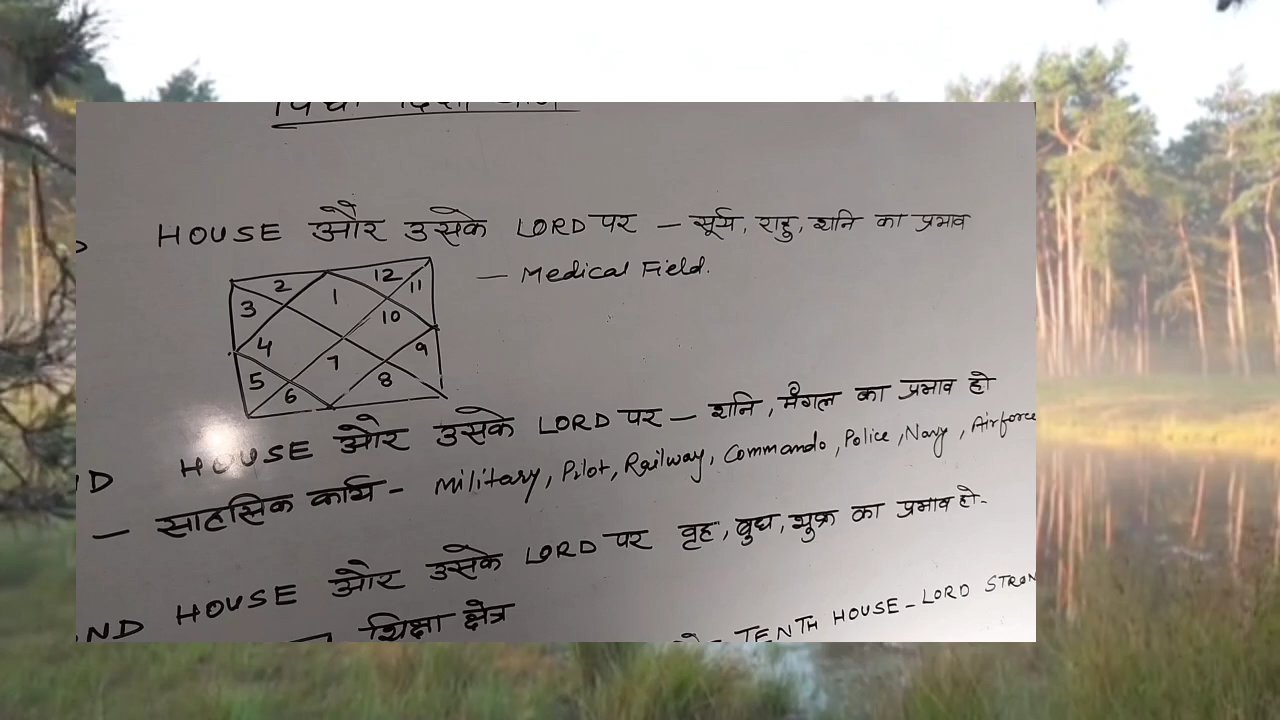 HOUSE और उसके LORD पर — सूर्य, राहु, शनि का प्रभाव
— Medical Field.
2 12
3 1 11
10
4 7 9
5 8
6
HOUSE और उसके LORD पर — शनि, मंगल का प्रभाव हो
— साहसिक कार्य - military, Pilot, Railway, Commando, Police, Navy, Airforce
ND HOUSE और उसके LORD पर वृह, बुध, शुक्र का प्रभाव हो-
शिक्षा क्षेत्र
TENTH HOUSE - LORD STRON